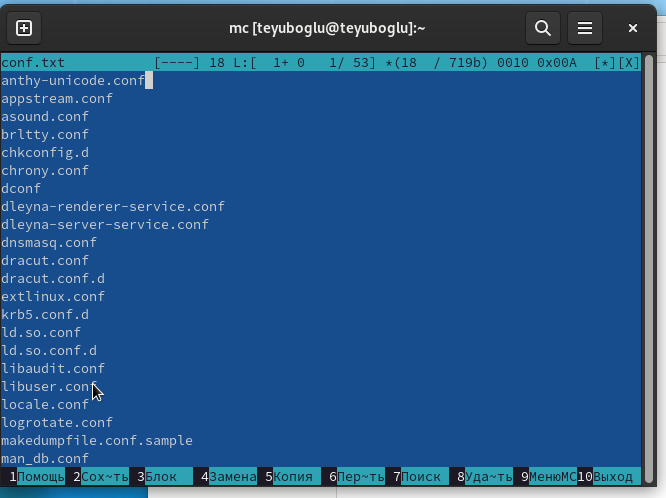 mc [teyuboglu@teyuboglu]:~
conf.txt [----] 18 L:[ 1+ 0 1/ 53] *(18 / 719b) 0010 0x00A [*][X]
anthy-unicode.conf
appstream.conf
asound.conf
brltty.conf
chkconfig.d
chrony.conf
dconf
dleyna-renderer-service.conf
dleyna-server-service.conf
dnsmasq.conf
dracut.conf
dracut.conf.d
extlinux.conf
krb5.conf.d
ld.so.conf
ld.so.conf.d
libaudit.conf
libuser.conf
locale.conf
logrotate.conf
makedumpfile.conf.sample
man_db.conf
1Помощь 2Сох~ть 3Блок 4Замена 5Копия 6Пер~ть 7Поиск 8Уда~ть 9МенюMC 10Выход